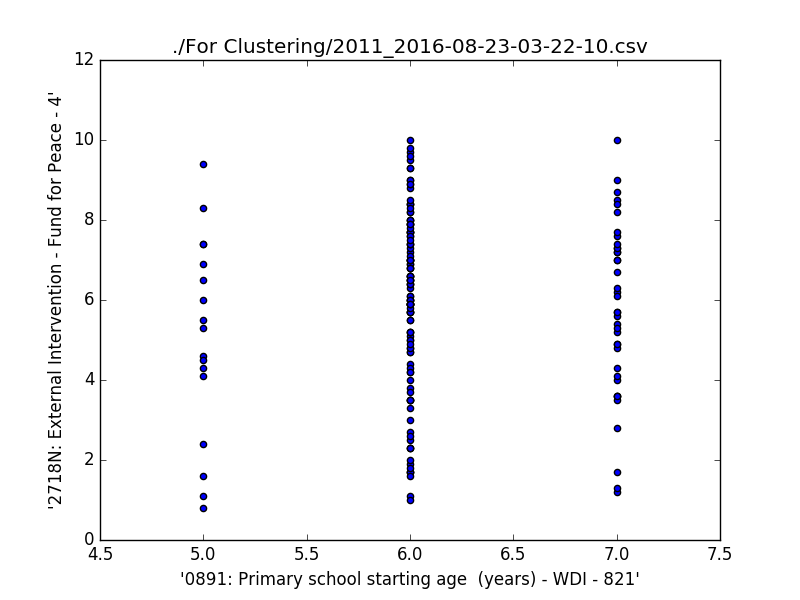 ./For Clustering/2011_2016-08-23-03-22-10.csv
12
10
8
6
4
2
0
'2718N: External Intervention - Fund for Peace - 4'
4.5 5.0 5.5 6.0 6.5 7.0 7.5
'0891: Primary school starting age  (years) - WDI - 821'